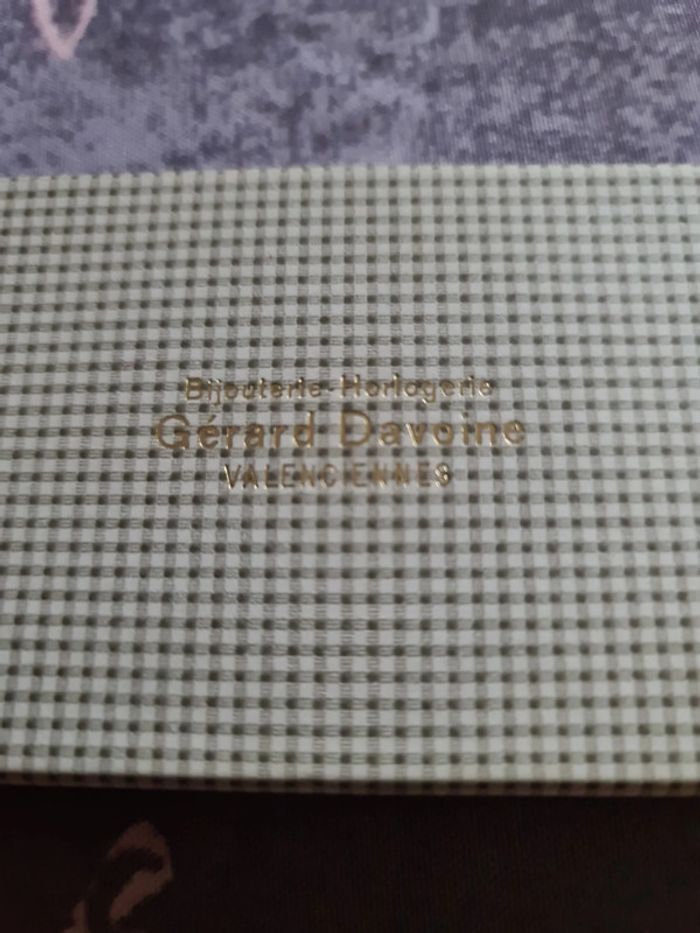 Bijouterie-Horlogerie
Gérard Davoine
VALENCIENNES